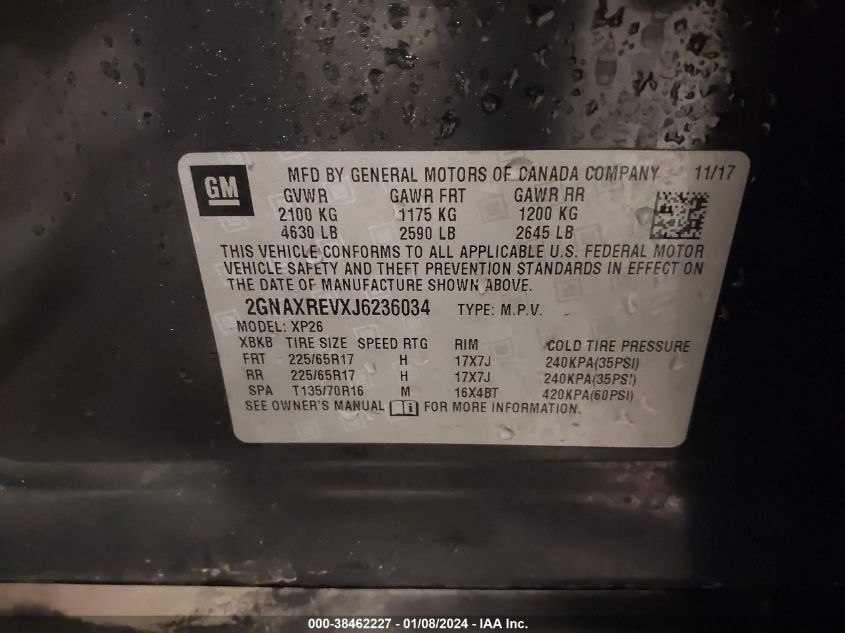 GM
MFD BY GENERAL MOTORS OF CANADA COMPANY 11/17
GVWR GAWR FRT GAWR RR
2100 KG 1175 KG 1200 KG
4630 LB 2590 LB 2645 LB
THIS VEHICLE CONFORMS TO ALL APPLICABLE U.S. FEDERAL MOTOR
VEHICLE SAFETY AND THEFT PREVENTION STANDARDS IN EFFECT ON
THE DATE OF MANUFACTURE SHOWN ABOVE.
2GNAXREVXJ6236034 TYPE: M.P.V.
MODEL: XP26
XBKB TIRE SIZE SPEED RTG RIM COLD TIRE PRESSURE
FRT 225/65R17 H 17X7J 240KPA(35PSI)
RR 225/65R17 H 17X7J 240KPA(35PSI)
SPA T135/70R16 M 16X4BT 420KPA(60PSI)
SEE OWNER'S MANUAL i FOR MORE INFORMATION.
000-38462227 - 01/08/2024 - IAA Inc.